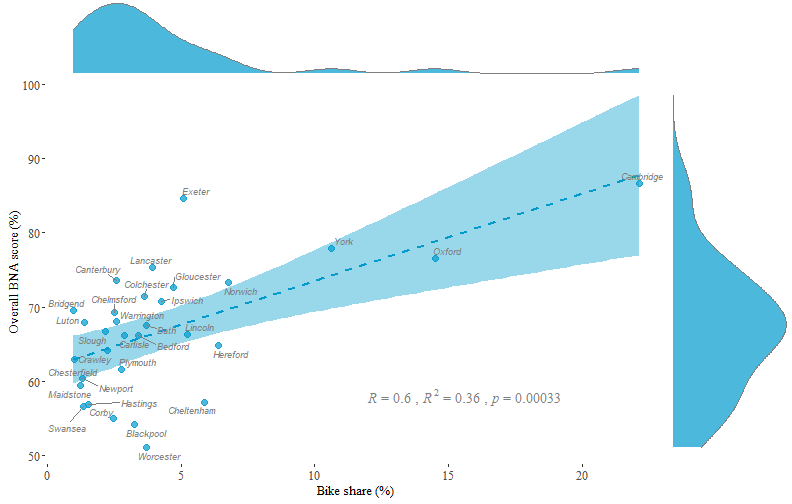 100
90
80
70
60
50
Overall BNA score (%)
Cambridge
Exeter
York
Oxford
Lancaster
Canterbury
Gloucester
Colchester
Norwich
Chelmsford
Ipswich
Bridgend
Warrington
Luton
Bath
Lincoln
Slough
Carlisle
Bedford
Hereford
Crawley
Plymouth
Chesterfield
Newport
Maidstone
Hastings
Cheltenham
Corby
Swansea
Blackpool
Worcester
R = 0.6 , R² = 0.36 , p = 0.00033
0 5 10 15 20
Bike share (%)